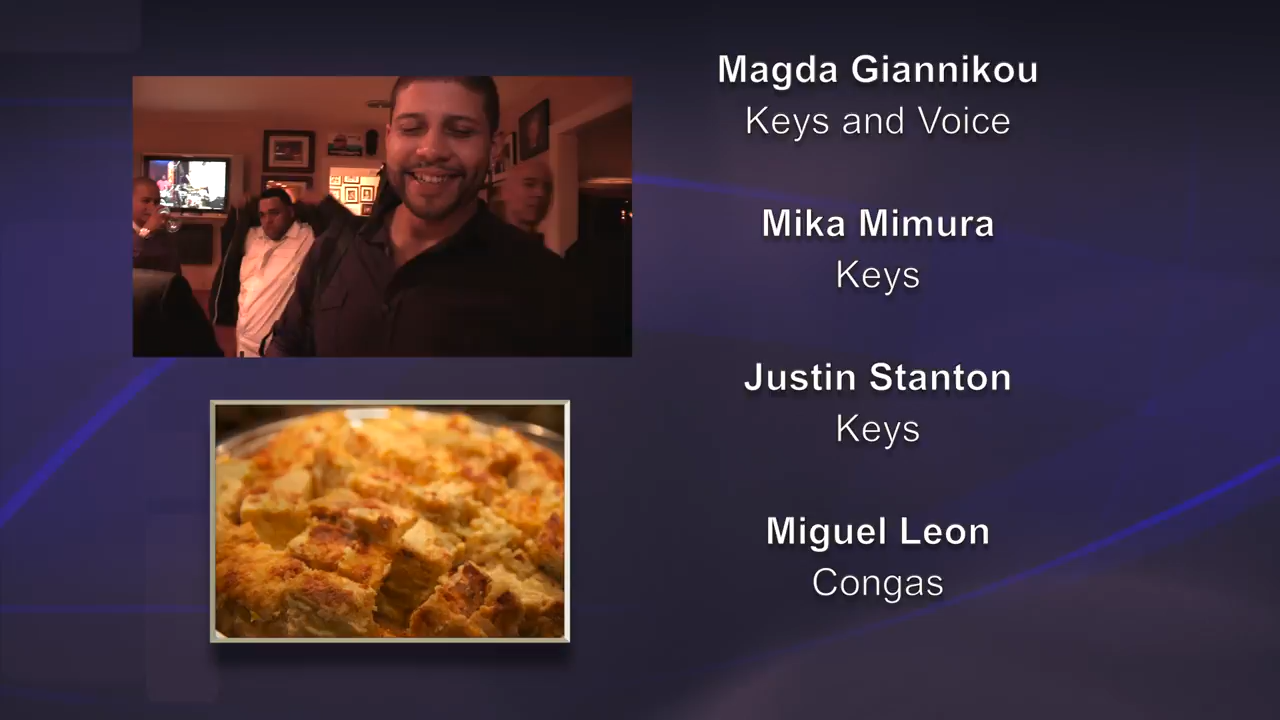 Magda Giannikou
Keys and Voice
Mika Mimura
Keys
Justin Stanton
Keys
Miguel Leon
Congas